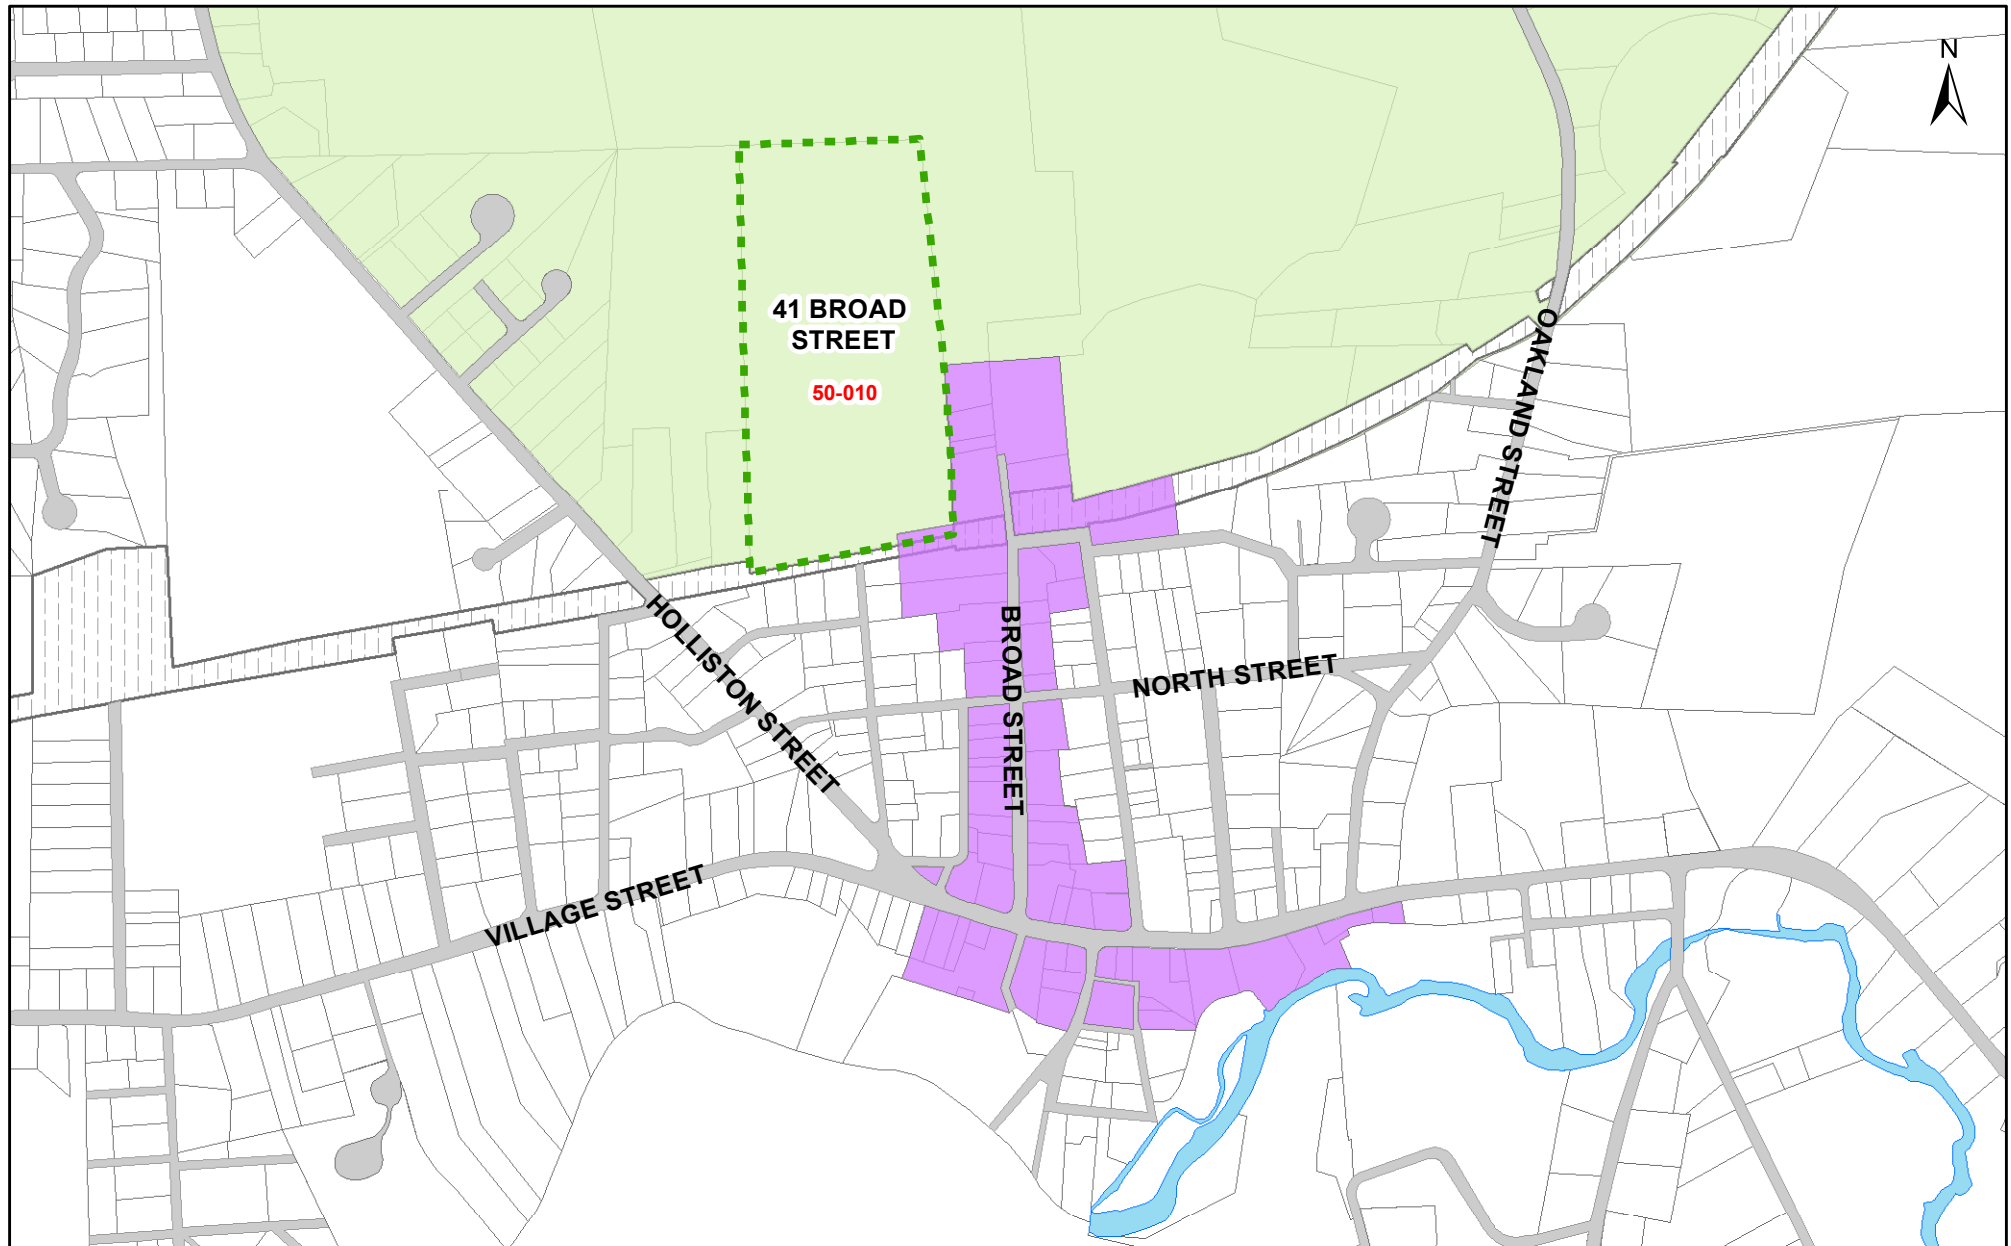 N
41 BROAD
STREET
50-010
OAKLAND STREET
HOLLISTON STREET
BROAD STREET
NORTH STREET
VILLAGE STREET